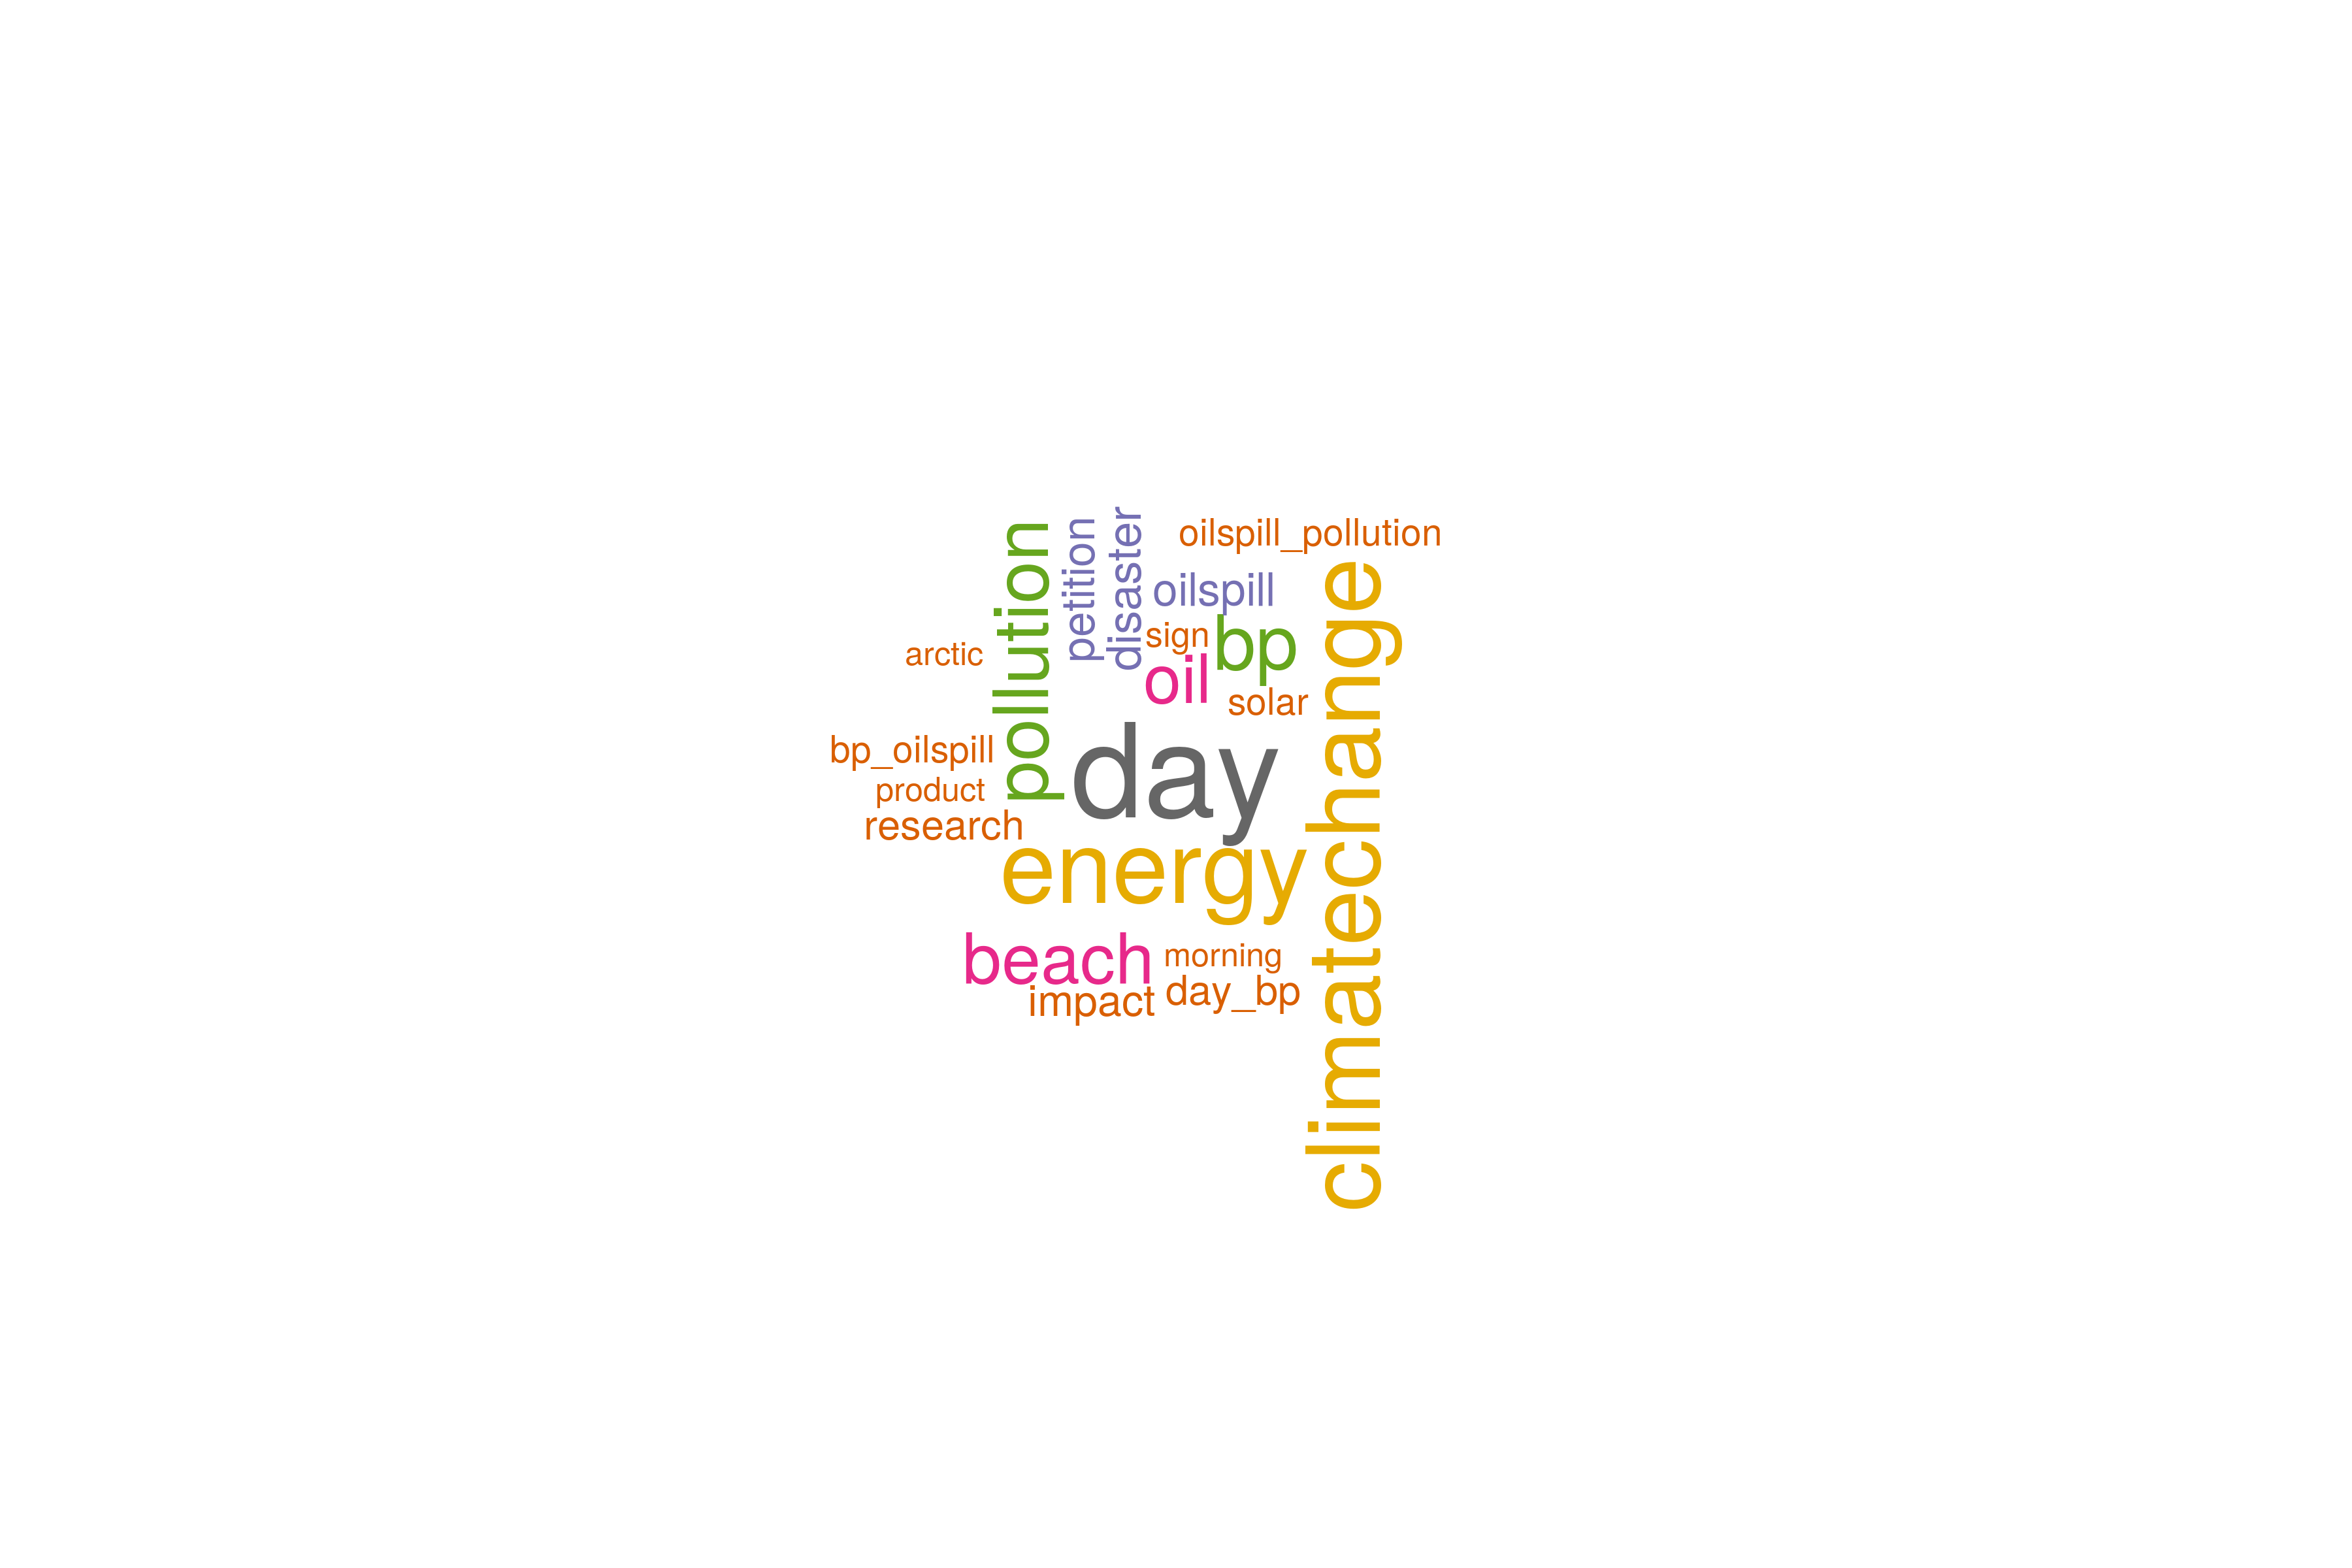 oilspill_pollution
petition
disaster
pollution
oilspill
sign
bp
arctic
oil
solar
climatechange
bp_oilspill
day
product
research
energy
beach
morning
day_bp
impact